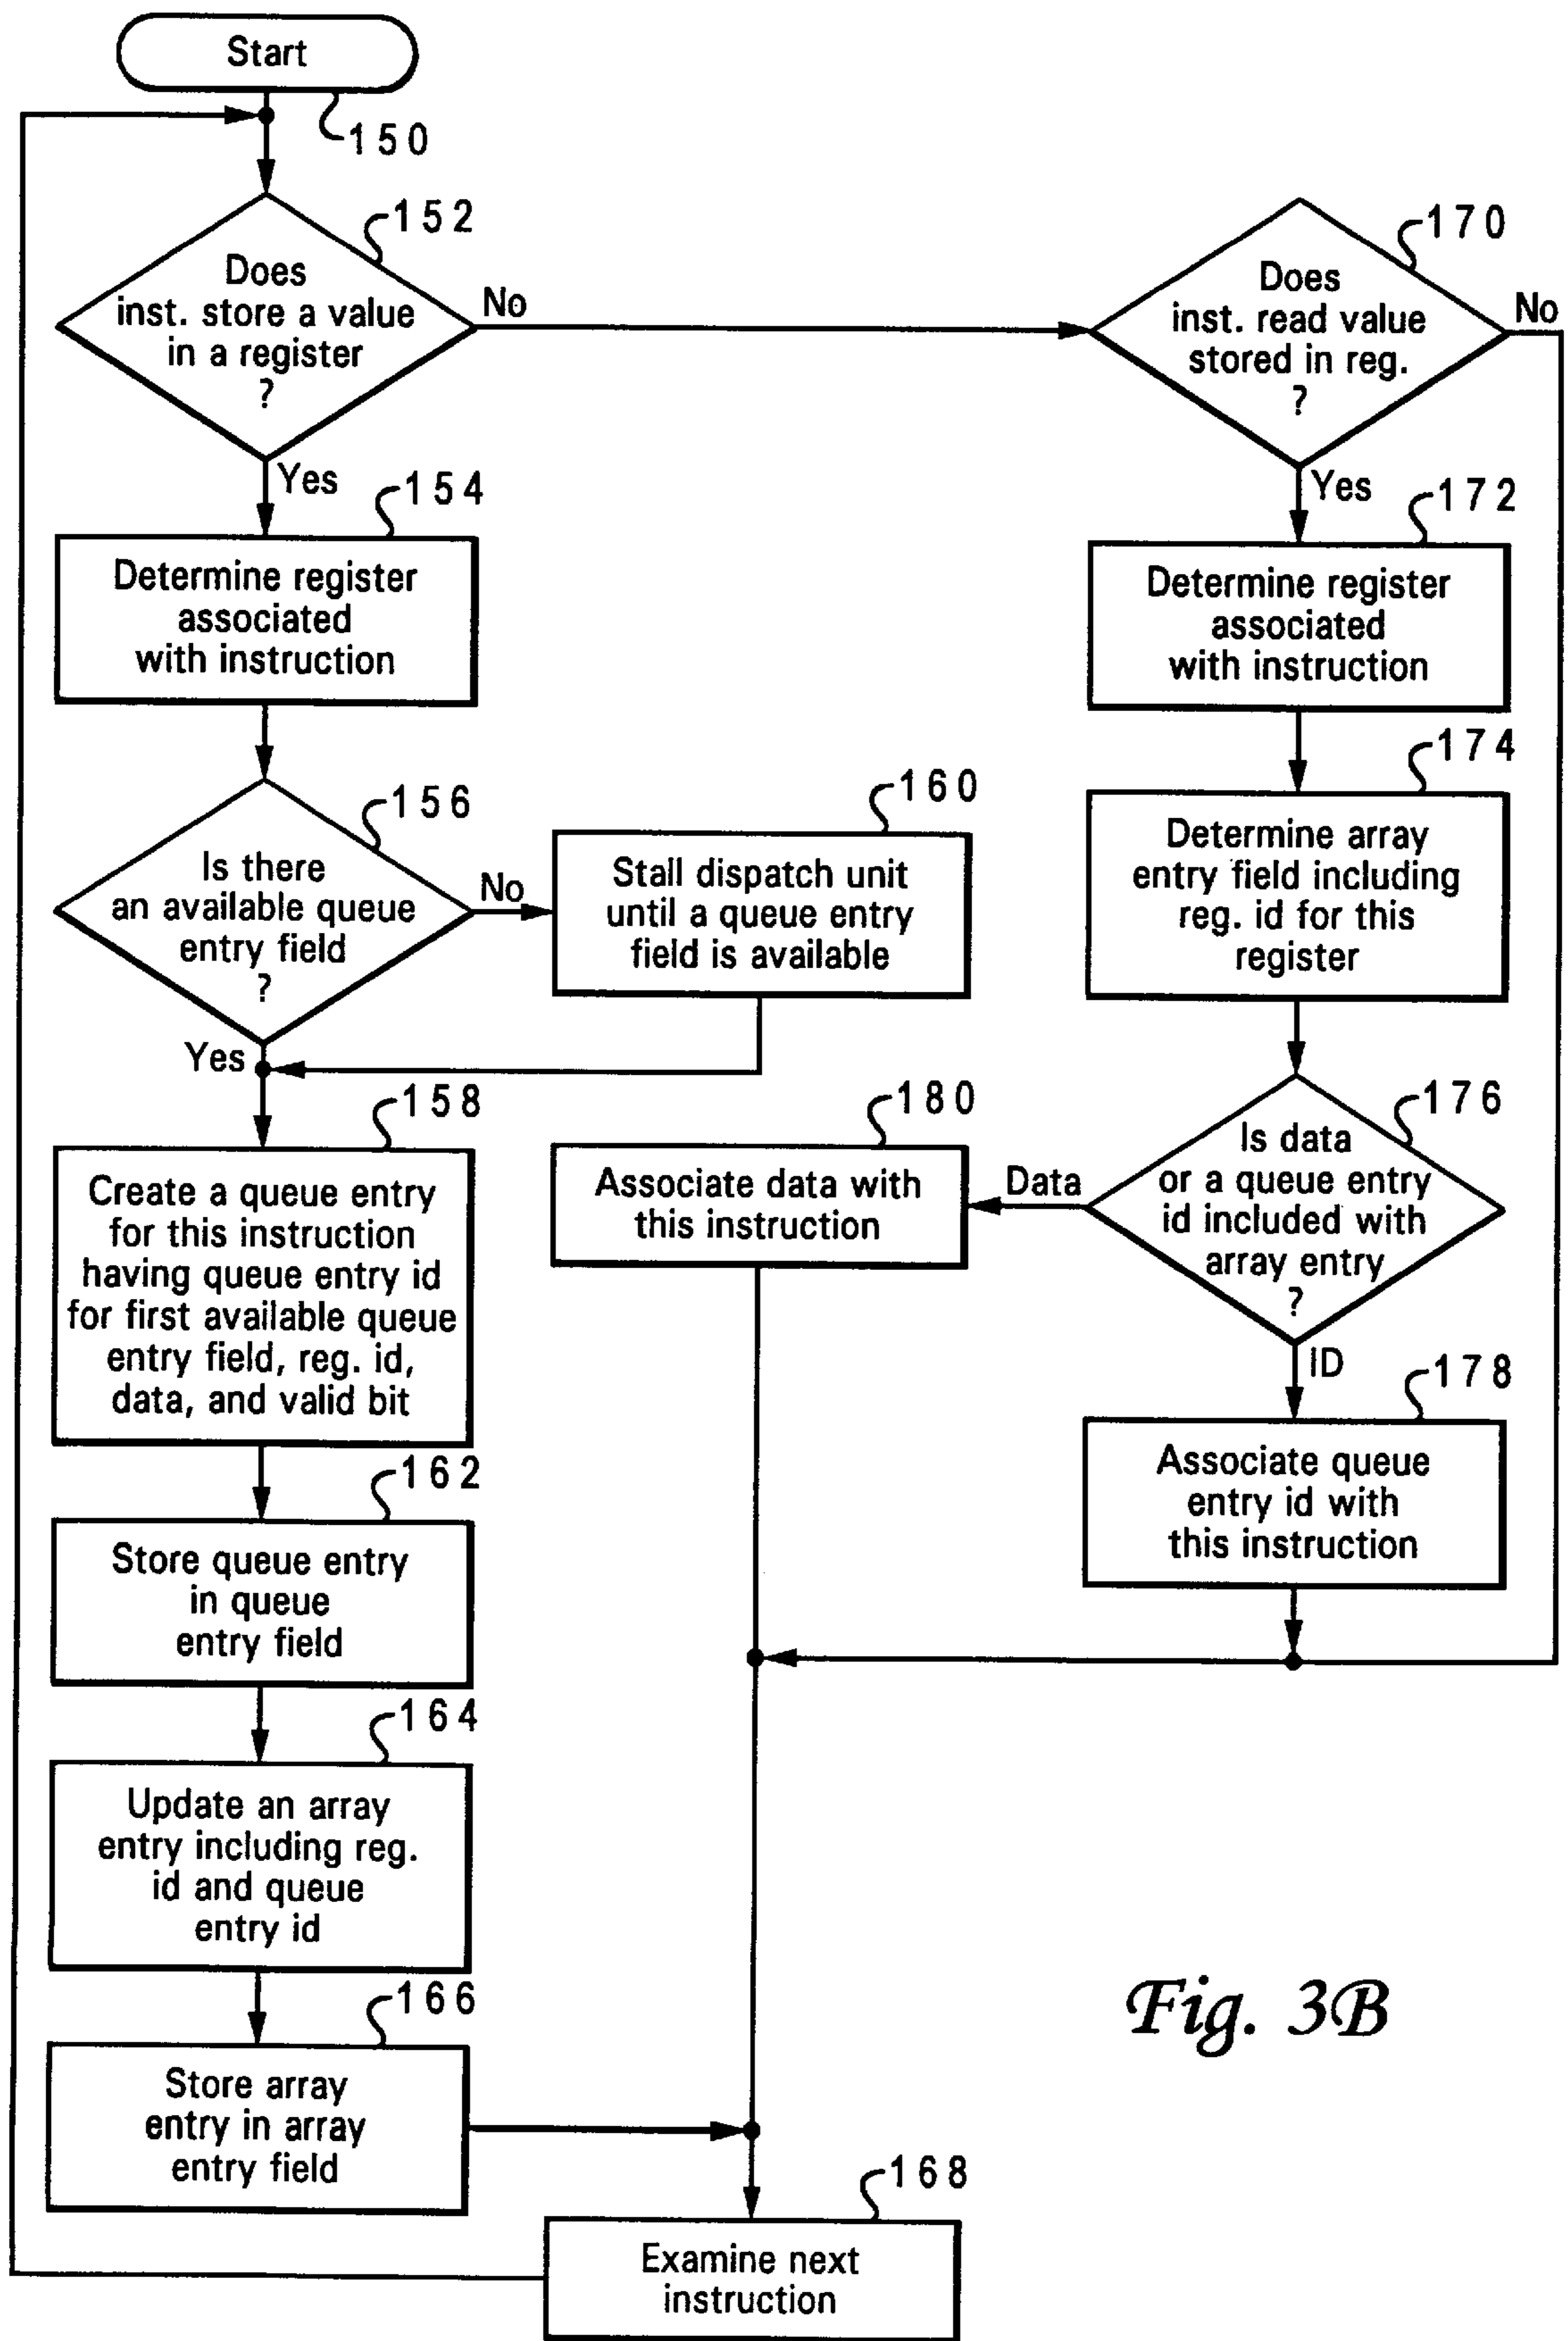 Start
150
152
Does
inst. store a value
in a register
?
No
Yes
154
Determine register
associated
with instruction
156
Is there
an available queue
entry field
?
No
Yes
160
Stall dispatch unit
until a queue entry
field is available
158
Create a queue entry
for this instruction
having queue entry id
for first available queue
entry field, reg. id,
data, and valid bit
162
Store queue entry
in queue
entry field
164
Update an array
entry including reg.
id and queue
entry id
166
Store array
entry in array
entry field
168
Examine next
instruction
170
Does
inst. read value
stored in reg.
?
No
Yes
172
Determine register
associated
with instruction
174
Determine array
entry field including
reg. id for this
register
176
Is data
or a queue entry
id included with
array entry
?
Data
ID
180
Associate data with
this instruction
178
Associate queue
entry id with
this instruction
Fig. 3B